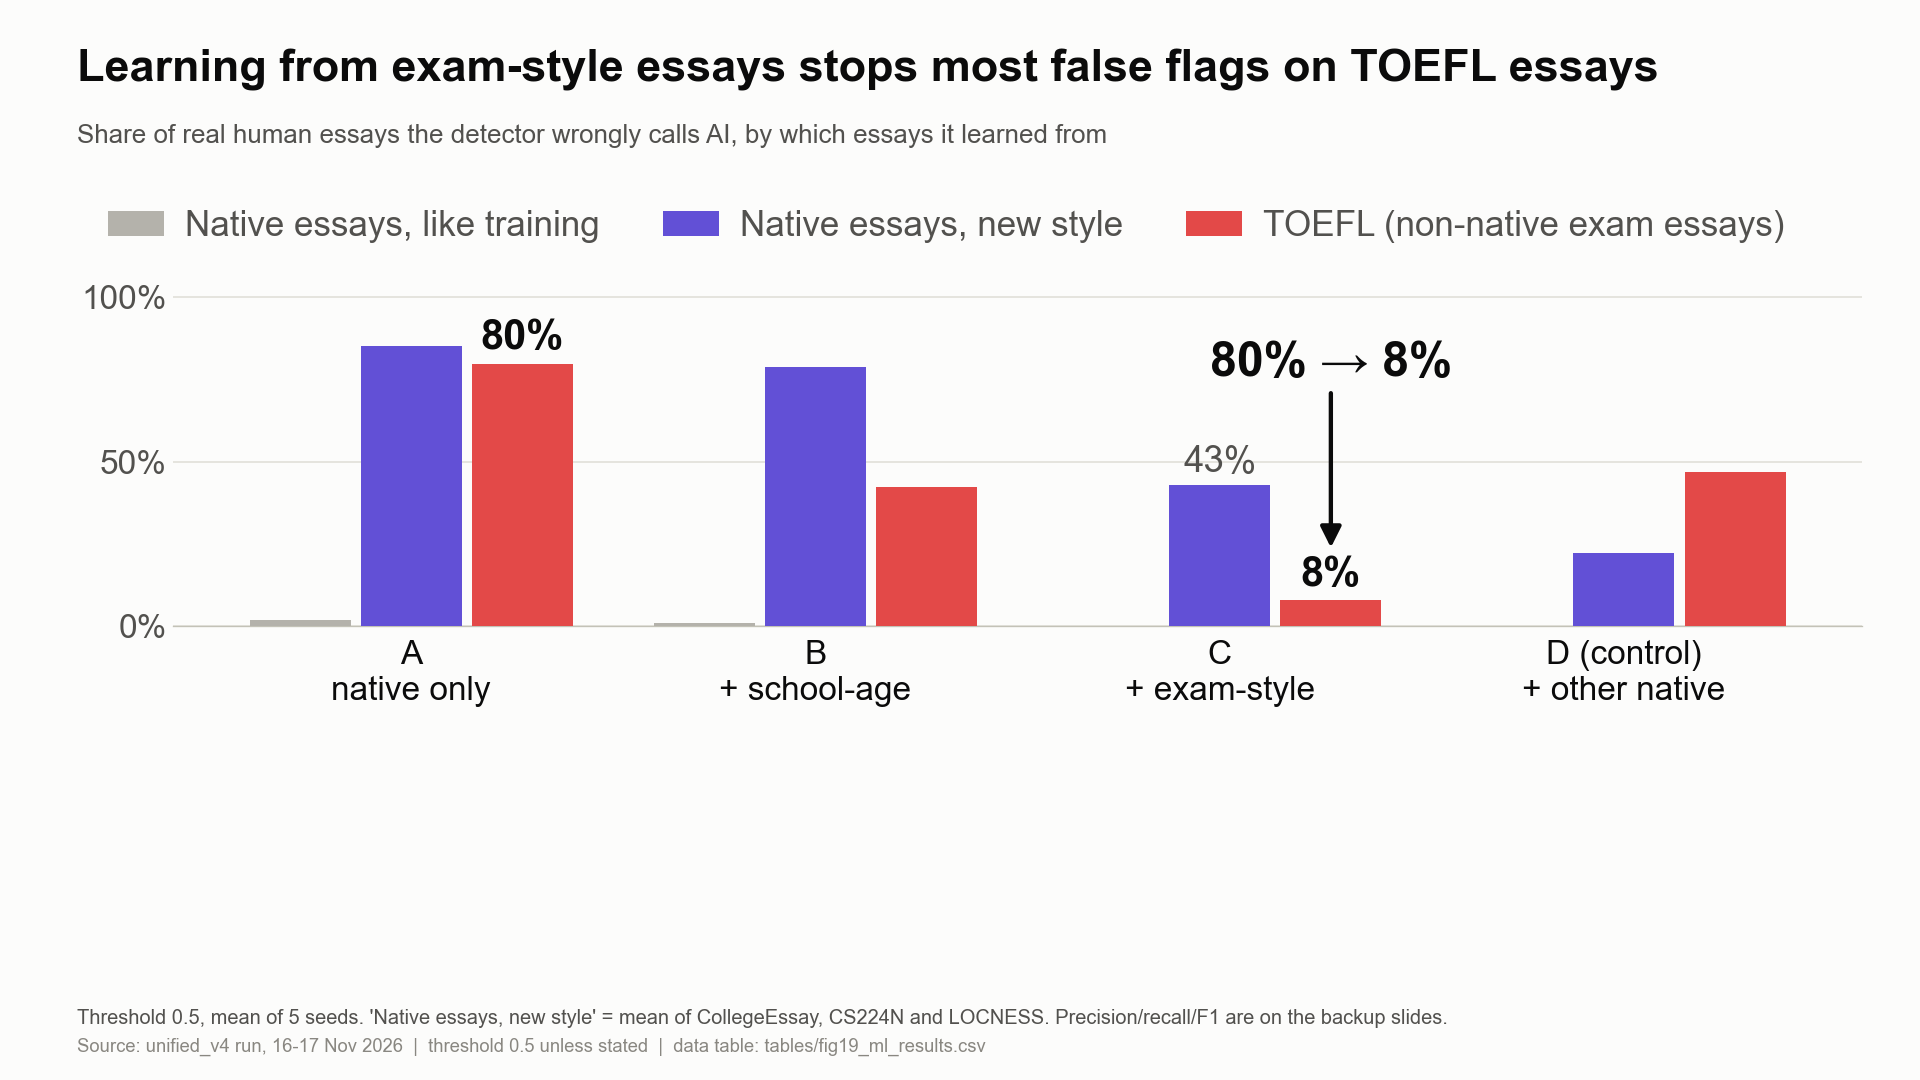 Learning from exam-style essays stops most false flags on TOEFL essays
Share of real human essays the detector wrongly calls AI, by which essays it learned from
Native essays, like training
Native essays, new style
TOEFL (non-native exam essays)
100%
50%
0%
80%
80% → 8%
43%
8%
A
native only
B
+ school-age
C
+ exam-style
D (control)
+ other native
Threshold 0.5, mean of 5 seeds. 'Native essays, new style' = mean of CollegeEssay, CS224N and LOCNESS. Precision/recall/F1 are on the backup slides.
Source: unified_v4 run, 16-17 Nov 2026 | threshold 0.5 unless stated | data table: tables/fig19_ml_results.csv